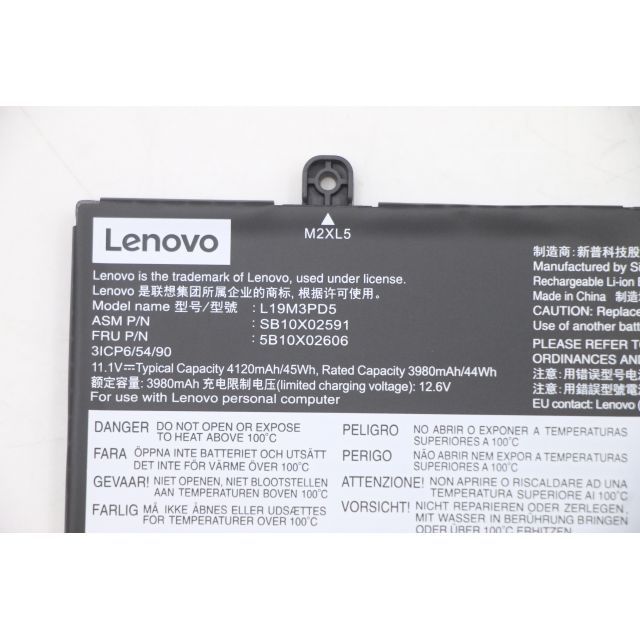 M2XL5
Lenovo
Lenovo is the trademark of Lenovo, used under license.
Lenovo 是联想集团所属企业的商标, 根据许可使用.
Model name 型号/型號 : L19M3PD5
ASM P/N : SB10X02591
FRU P/N : 5B10X02606
3ICP6/54/90
11.1V⎓Typical Capacity 4120mAh/45Wh, Rated Capacity 3980mAh/44Wh
额定容量: 3980mAh 充电限制电压(limited charging voltage): 12.6V
For use with Lenovo personal computer
制造商: 新普科技股
Manufactured by Si
Rechargeable Li-ion
Made in China
CAUTION: Replace
Use of another batt
PLEASE REFER TO
ORDINANCES AND
注意: 用错型号电池
注意: 用錯型號電
EU contact: Lenovo
DANGER DO NOT OPEN OR EXPOSE
TO HEAT ABOVE 100°C
FARA ÖPPNA INTE BATTERIET OCH UTSÄTT
DET INTE FÖR VÄRME ÖVER 100°C
GEVAAR! NIET OPENEN, NIET BLOOTSTELLEN
AAN TEMPERATUREN BOVEN 100°C
FARLIG MÅ IKKE ÅBNES ELLER UDSÆTTES
FOR TEMPERATURER OVER 100°C
PELIGRO NO ABRIR O EXPONER A TEMPERATURAS
SUPERIORES A 100°C
PERIGO NÃO ABRIR NEM EXPOR A TEMPERATURAS
SUPERIORES A 100°C
ATTENZIONE! NON APRIRE O RISCALDARE AD UNA
TEMPERATURA SUPERIORE AI 100°C
VORSICHT! NICHT REPARIEREN ODER ZERLEGEN,
MIT WASSER IN BERÜHRUNG BRINGEN
ODER ÜBER 100°C ERHITZEN